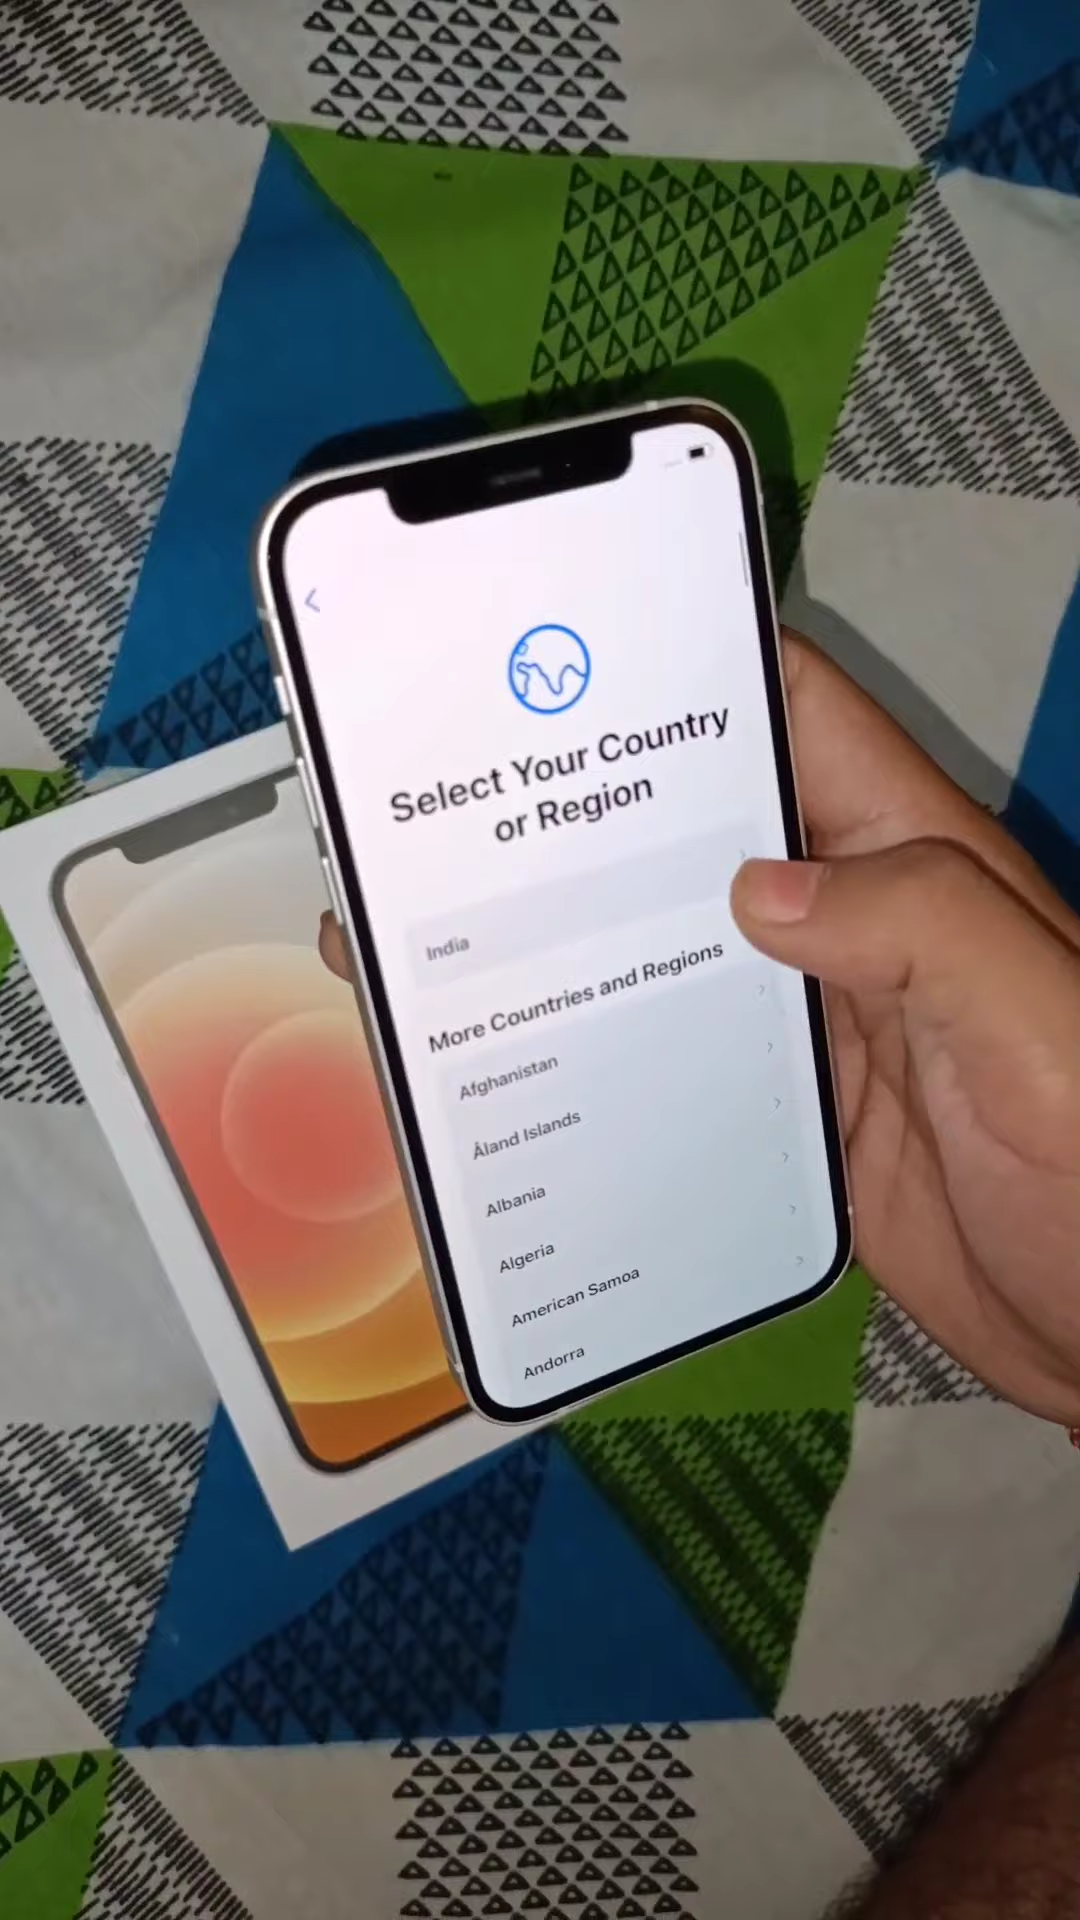 Select Your Country
or Region
India
More Countries and Regions
Afghanistan
Åland Islands
Albania
Algeria
American Samoa
Andorra